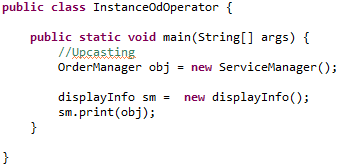 public class InstanceOdOperator {
public static void main(String[] args) {
//Upcasting
OrderManager obj = new ServiceManager();
displayInfo sm =  new displayInfo();
sm.print(obj);
}
}